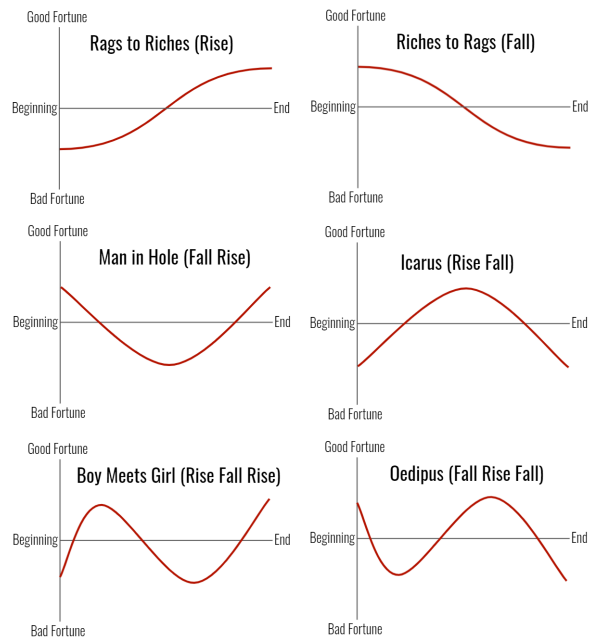 Good Fortune
Rags to Riches (Rise)
Beginning
End
Bad Fortune
Good Fortune
Riches to Rags (Fall)
Beginning
End
Bad Fortune
Good Fortune
Man in Hole (Fall Rise)
Beginning
End
Bad Fortune
Good Fortune
Icarus (Rise Fall)
Beginning
End
Bad Fortune
Good Fortune
Boy Meets Girl (Rise Fall Rise)
Beginning
End
Bad Fortune
Good Fortune
Oedipus (Fall Rise Fall)
Beginning
End
Bad Fortune